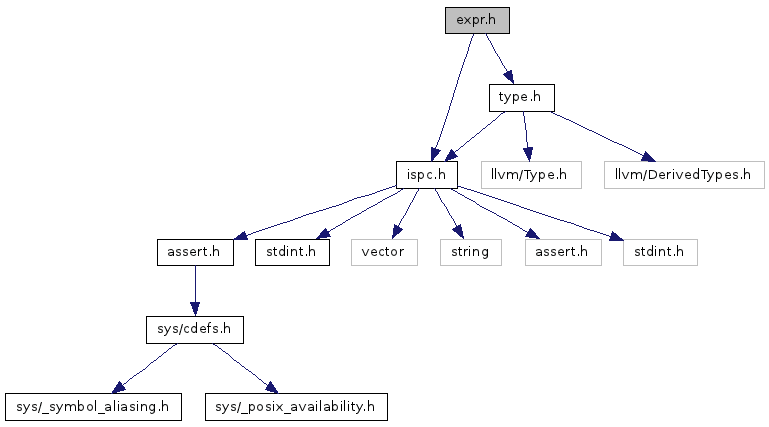 expr.h
type.h
ispc.h
llvm/Type.h
llvm/DerivedTypes.h
assert.h
stdint.h
vector
string
assert.h
stdint.h
sys/cdefs.h
sys/_symbol_aliasing.h
sys/_posix_availability.h